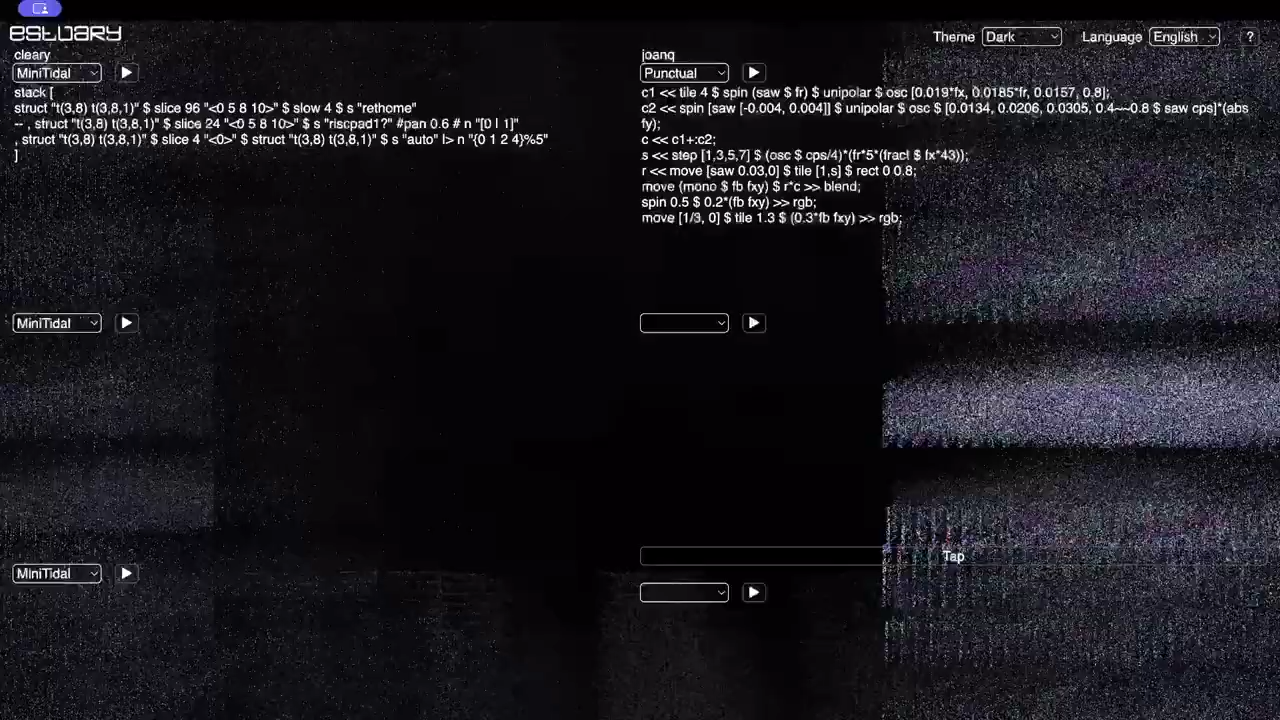 estuary
Theme Dark Language English ?
cleary
MiniTidal
stack [
struct "t(3,8) t(3,8,1)" $ slice 96 "<0 5 8 10>" $ slow 4 $ s "rethome"
-- , struct "t(3,8) t(3,8,1)" $ slice 24 "<0 5 8 10>" $ s "riscpad1?" #pan 0.6 # n "[0 | 1]"
, struct "t(3,8) t(3,8,1)" $ slice 4 "<0>" $ struct "t(3,8) t(3,8,1)" $ s "auto" |> n "{0 1 2 4}%5"
]
joanq
Punctual
c1 << tile 4 $ spin (saw $ fr) $ unipolar $ osc [0.019*fx, 0.0185*fr, 0.0157, 0.8];
c2 << spin [saw [-0.004, 0.004]] $ unipolar $ osc $ [0.0134, 0.0206, 0.0305, 0.4~~0.8 $ saw cps]*(abs
fy);
c << c1+:c2;
s << step [1,3,5,7] $ (osc $ cps/4)*(fr*5*(fract $ fx*43));
r << move [saw 0.03,0] $ tile [1,s] $ rect 0 0.8;
move (mono $ fb fxy) $ r*c >> blend;
spin 0.5 $ 0.2*(fb fxy) >> rgb;
move [1/3, 0] $ tile 1.3 $ (0.3*fb fxy) >> rgb;
MiniTidal
Tap
MiniTidal